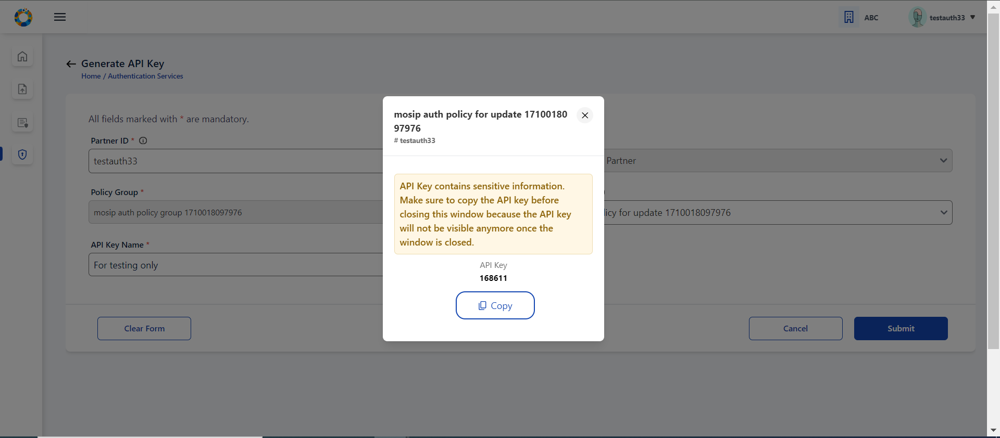 ABC
testauth33
Generate API Key
Home / Authentication Services
All fields marked with * are mandatory.
Partner ID *
testauth33
Partner
Policy Group *
mosip auth policy group 1710018097976
icy for update 1710018097976
API Key Name *
For testing only
Clear Form
Cancel
Submit
mosip auth policy for update 17100180
97976
# testauth33
API Key contains sensitive information.
Make sure to copy the API key before
closing this window because the API key
will not be visible anymore once the
window is closed.
API Key
168611
Copy